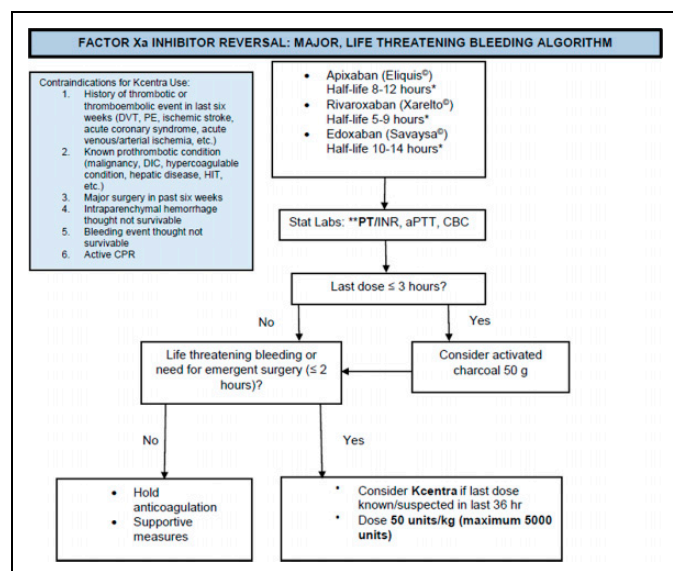 FACTOR Xa INHIBITOR REVERSAL: MAJOR, LIFE THREATENING BLEEDING ALGORITHM
Contraindications for Kcentra Use:
1. History of thrombotic or
thromboembolic event in last six
weeks (DVT, PE, ischemic stroke,
acute coronary syndrome, acute
venous/arterial ischemia, etc.)
2. Known prothrombotic condition
(malignancy, DIC, hypercoagulable
condition, hepatic disease, HIT,
etc.)
3. Major surgery in past six weeks
4. Intraparenchymal hemorrhage
thought not survivable
5. Bleeding event thought not
survivable
6. Active CPR
• Apixaban (Eliquis©)
Half-life 8-12 hours*
• Rivaroxaban (Xarelto©)
Half-life 5-9 hours*
• Edoxaban (Savaysa©)
Half-life 10-14 hours*
Stat Labs: **PT/INR, aPTT, CBC
Last dose ≤ 3 hours?
No
Yes
Life threatening bleeding or
need for emergent surgery (≤ 2
hours)?
Consider activated
charcoal 50 g
No
Yes
• Hold
anticoagulation
• Supportive
measures
• Consider Kcentra if last dose
known/suspected in last 36 hr
• Dose 50 units/kg (maximum 5000
units)